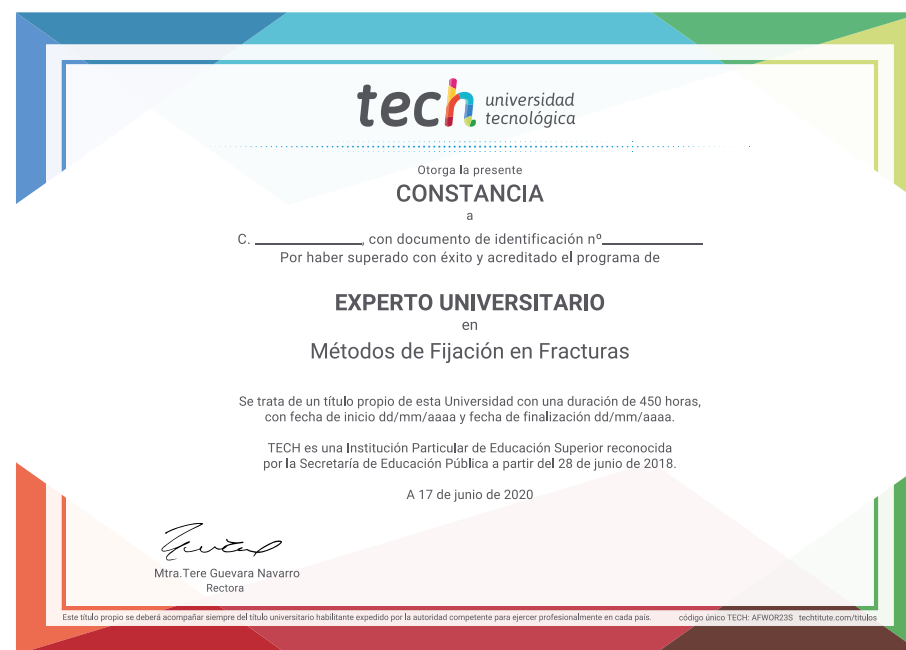 tech universidad
tecnológica
Otorga la presente
CONSTANCIA
a
C. ____________, con documento de identificación nº____________
Por haber superado con éxito y acreditado el programa de
EXPERTO UNIVERSITARIO
en
Métodos de Fijación en Fracturas
Se trata de un título propio de esta Universidad con una duración de 450 horas,
con fecha de inicio dd/mm/aaaa y fecha de finalización dd/mm/aaaa.
TECH es una Institución Particular de Educación Superior reconocida
por la Secretaría de Educación Pública a partir del 28 de junio de 2018.
A 17 de junio de 2020
Mtra.Tere Guevara Navarro
Rectora
Este título propio se deberá acompañar siempre del título universitario habilitante expedido por la autoridad competente para ejercer profesionalmente en cada país. código único TECH: AFWOR23S techtitute.com/titulos